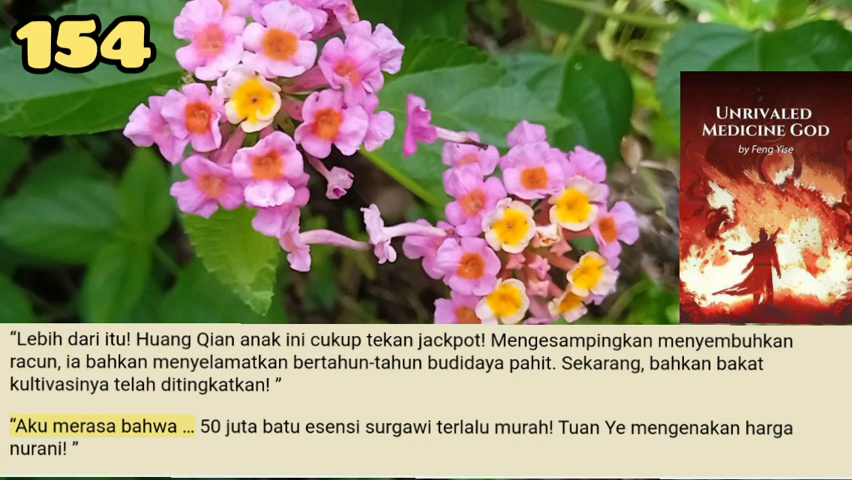 154
UNRIVALED
MEDICINE GOD
by Feng Yise
“Lebih dari itu! Huang Qian anak ini cukup tekan jackpot! Mengesampingkan menyembuhkan
racun, ia bahkan menyelamatkan bertahun-tahun budidaya pahit. Sekarang, bahkan bakat
kultivasinya telah ditingkatkan! ”
“Aku merasa bahwa ... 50 juta batu esensi surgawi terlalu murah! Tuan Ye mengenakan harga
nurani! ”